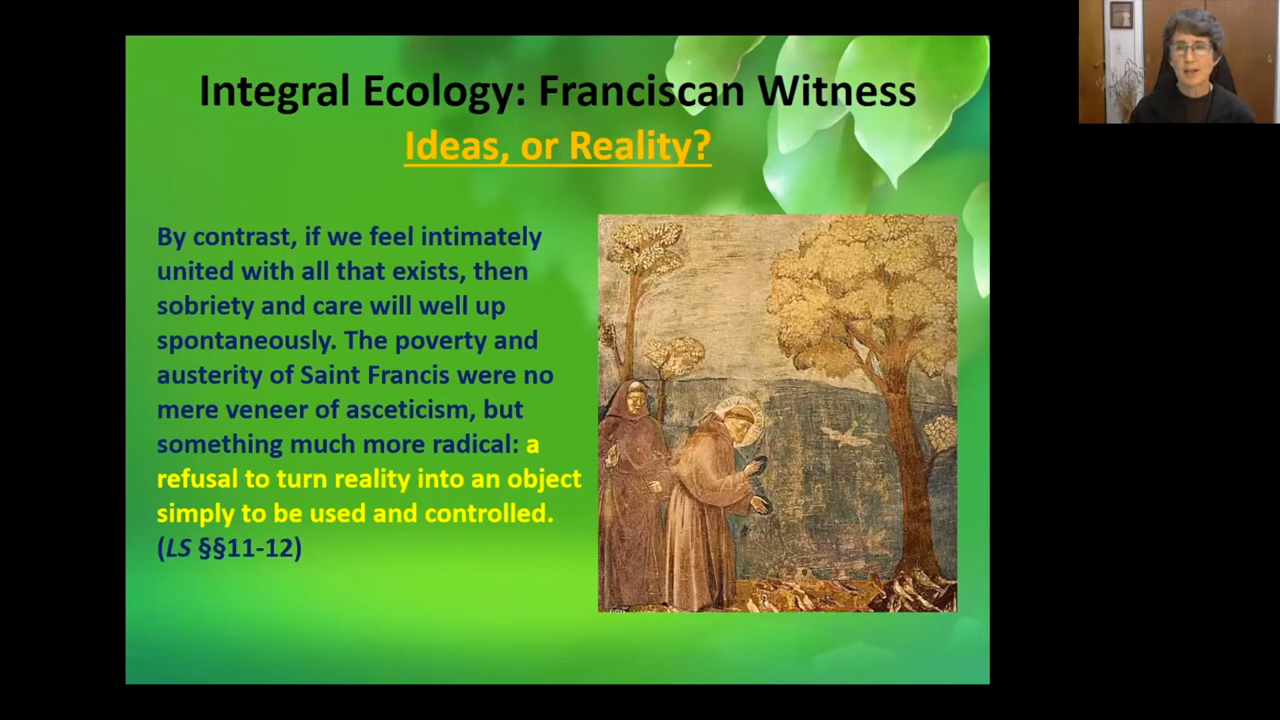 Integral Ecology: Franciscan Witness
Ideas, or Reality?
By contrast, if we feel intimately
united with all that exists, then
sobriety and care will well up
spontaneously. The poverty and
austerity of Saint Francis were no
mere veneer of asceticism, but
something much more radical: a
refusal to turn reality into an object
simply to be used and controlled.
(LS §§11-12)